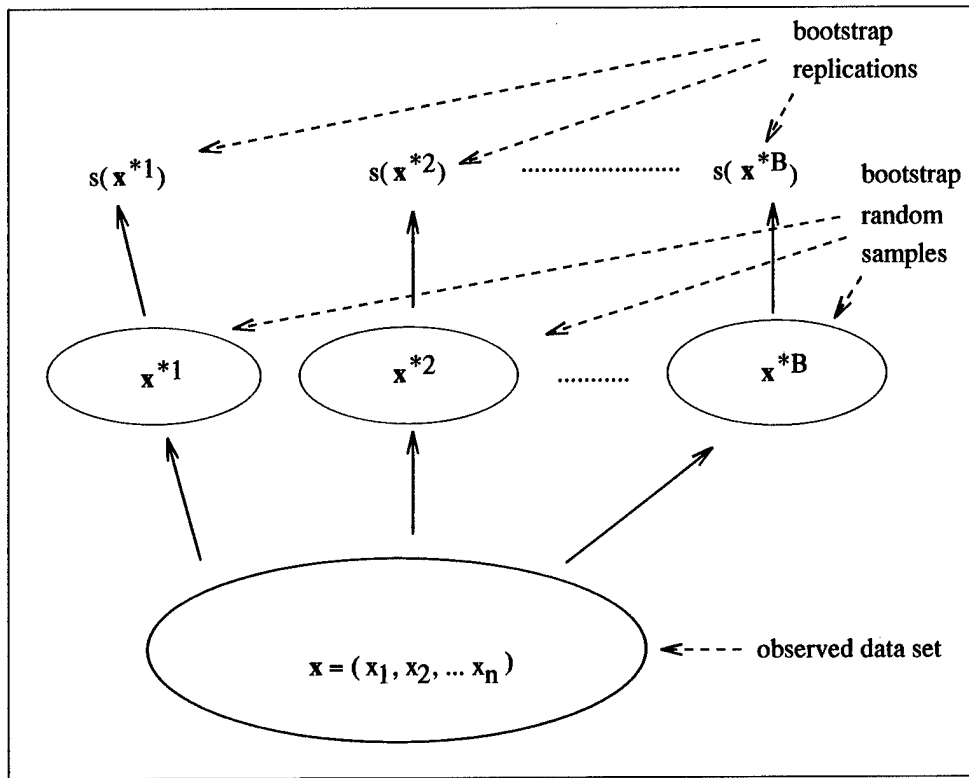 bootstrap
replications
s(x*1)
s(x*2)
s(x*B)
bootstrap
random
samples
x*1
x*2
x*B
x = ( x1, x2, ... xn )
observed data set